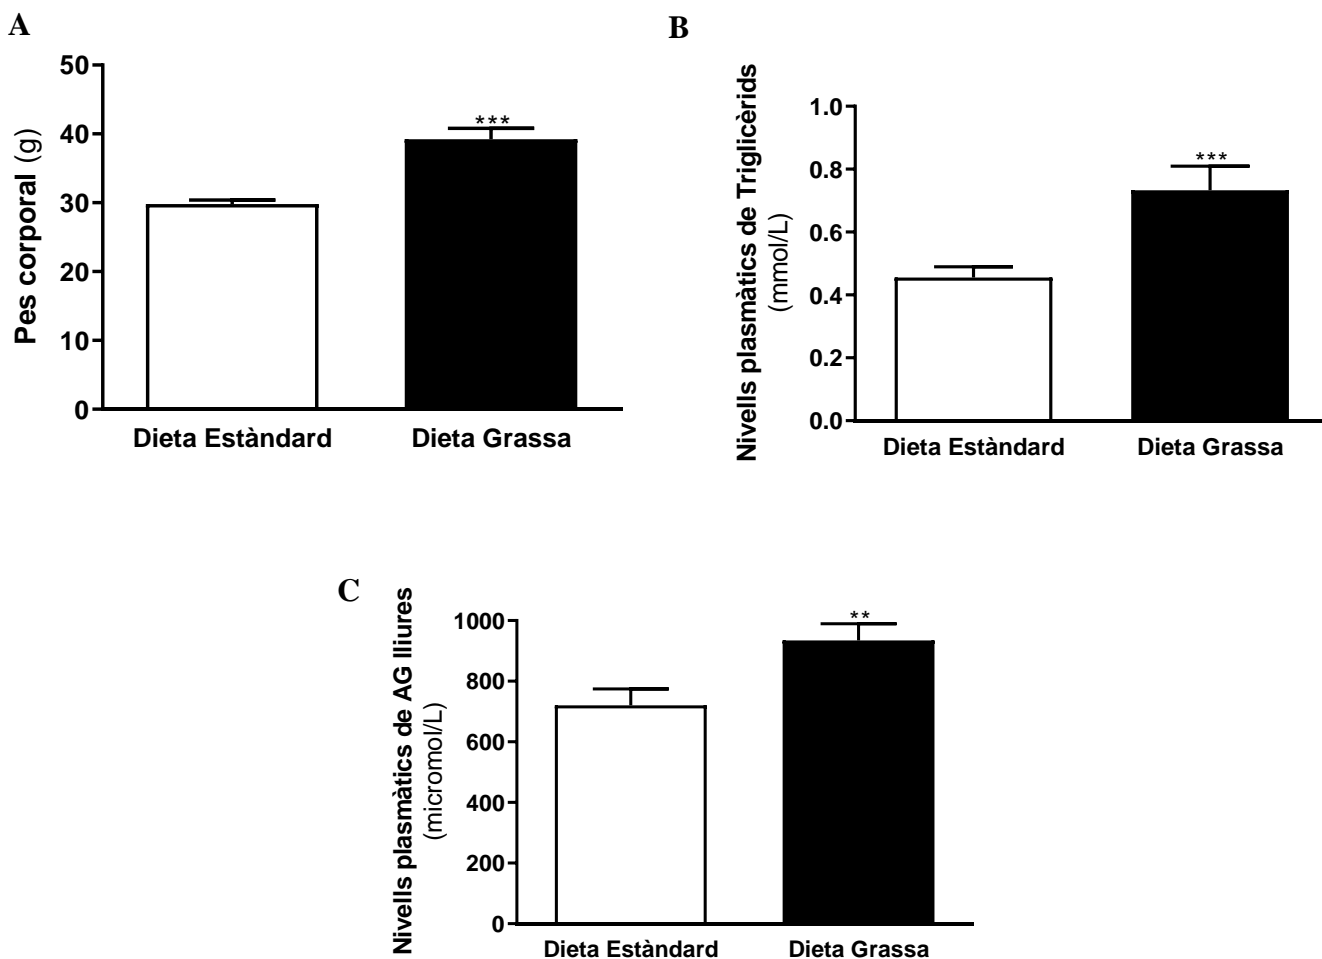 A
Pes corporal (g)
50
40
30
20
10
0
***
Dieta Estàndard
Dieta Grassa
B
Nivells plasmàtics de Triglicèrids
(mmol/L)
1.0
0.8
0.6
0.4
0.2
0.0
***
Dieta Estàndard
Dieta Grassa
C
Nivells plasmàtics de AG lliures
(micromol/L)
1000
800
600
400
200
0
**
Dieta Estàndard
Dieta Grassa